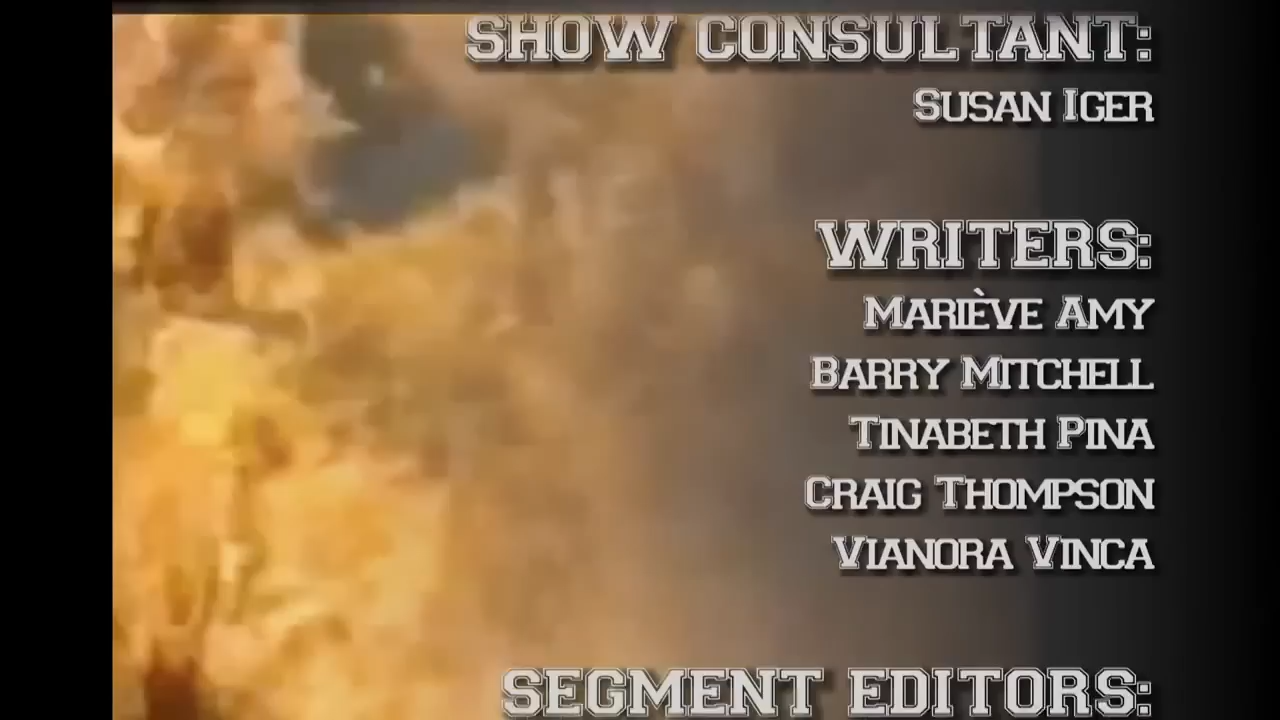 SHOW CONSULTANT:
SUSAN IGER
WRITERS:
MARIÈVE AMY
BARRY MITCHELL
TINABETH PINA
CRAIG THOMPSON
VIANORA VINCA
SEGMENT EDITORS: